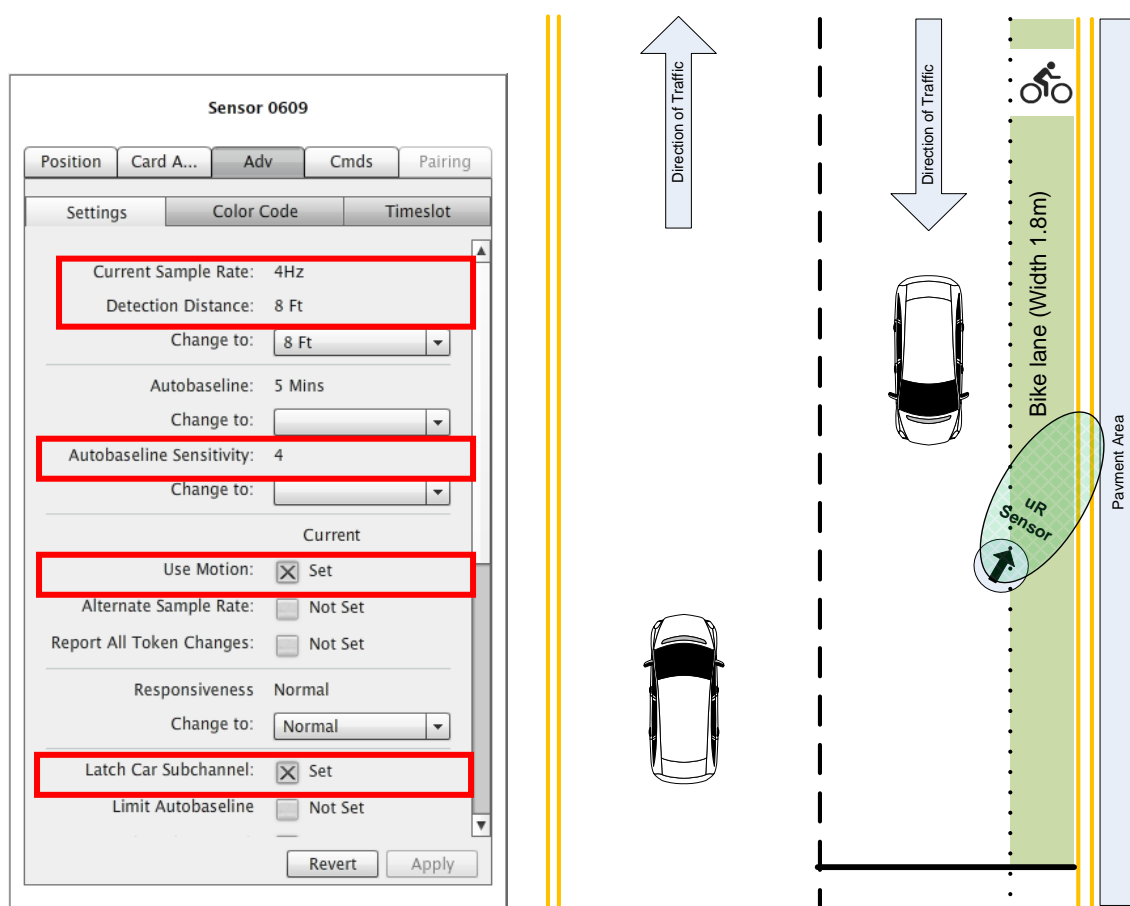 Sensor 0609
Position
Card A...
Adv
Cmds
Pairing
Settings
Color Code
Timeslot
Current Sample Rate: 4Hz
Detection Distance: 8 Ft
Change to: 8 Ft
Autobaseline: 5 Mins
Change to:
Autobaseline Sensitivity: 4
Change to:
Current
Use Motion: Set
Alternate Sample Rate: Not Set
Report All Token Changes: Not Set
Responsiveness Normal
Change to: Normal
Latch Car Subchannel: Set
Limit Autobaseline Not Set
Revert
Apply
Direction of Traffic
Direction of Traffic
Bike lane (Width 1.8m)
uR
Sensor
Pavment Area